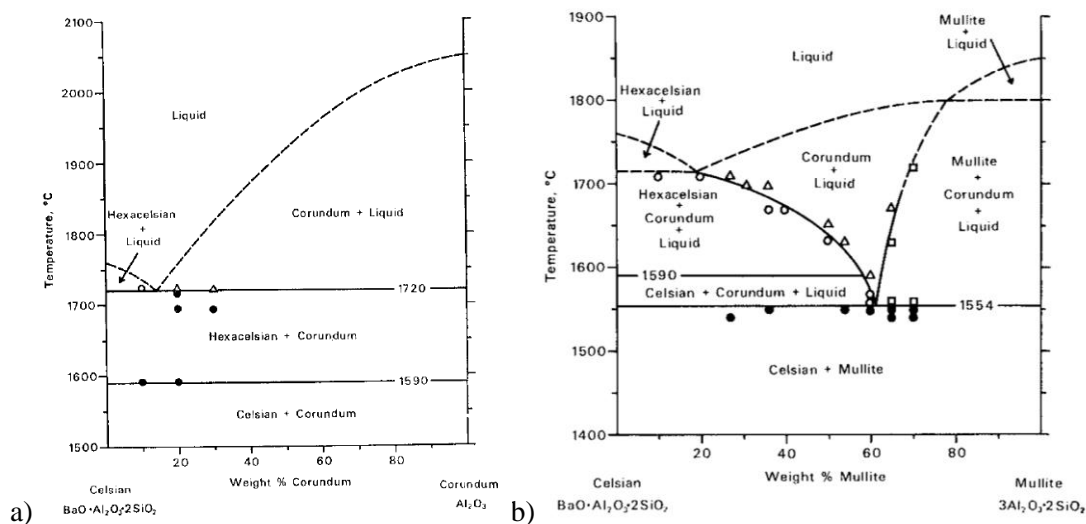 2100
2000
1900
1800
1700
1600
1500
Temperature, °C
Liquid
Hexacelsian
+
Liquid
Corundum + Liquid
1720
Hexacelsian + Corundum
1590
Celsian + Corundum
20
40
60
80
Weight % Corundum
Celsian
BaO·Al₂O₃·2SiO₂
Corundum
Al₂O₃
a)
1900
1800
1700
1600
1500
1400
Temperature, °C
Mullite
+
Liquid
Liquid
Hexacelsian
+
Liquid
Corundum
+
Liquid
Mullite
+
Corundum
+
Liquid
Hexacelsian
+
Corundum
+
Liquid
1590
Celsian + Corundum + Liquid
1554
Celsian + Mullite
20
40
60
80
Weight % Mullite
Celsian
BaO·Al₂O₃·2SiO₂
Mullite
3Al₂O₃·2SiO₂
b)